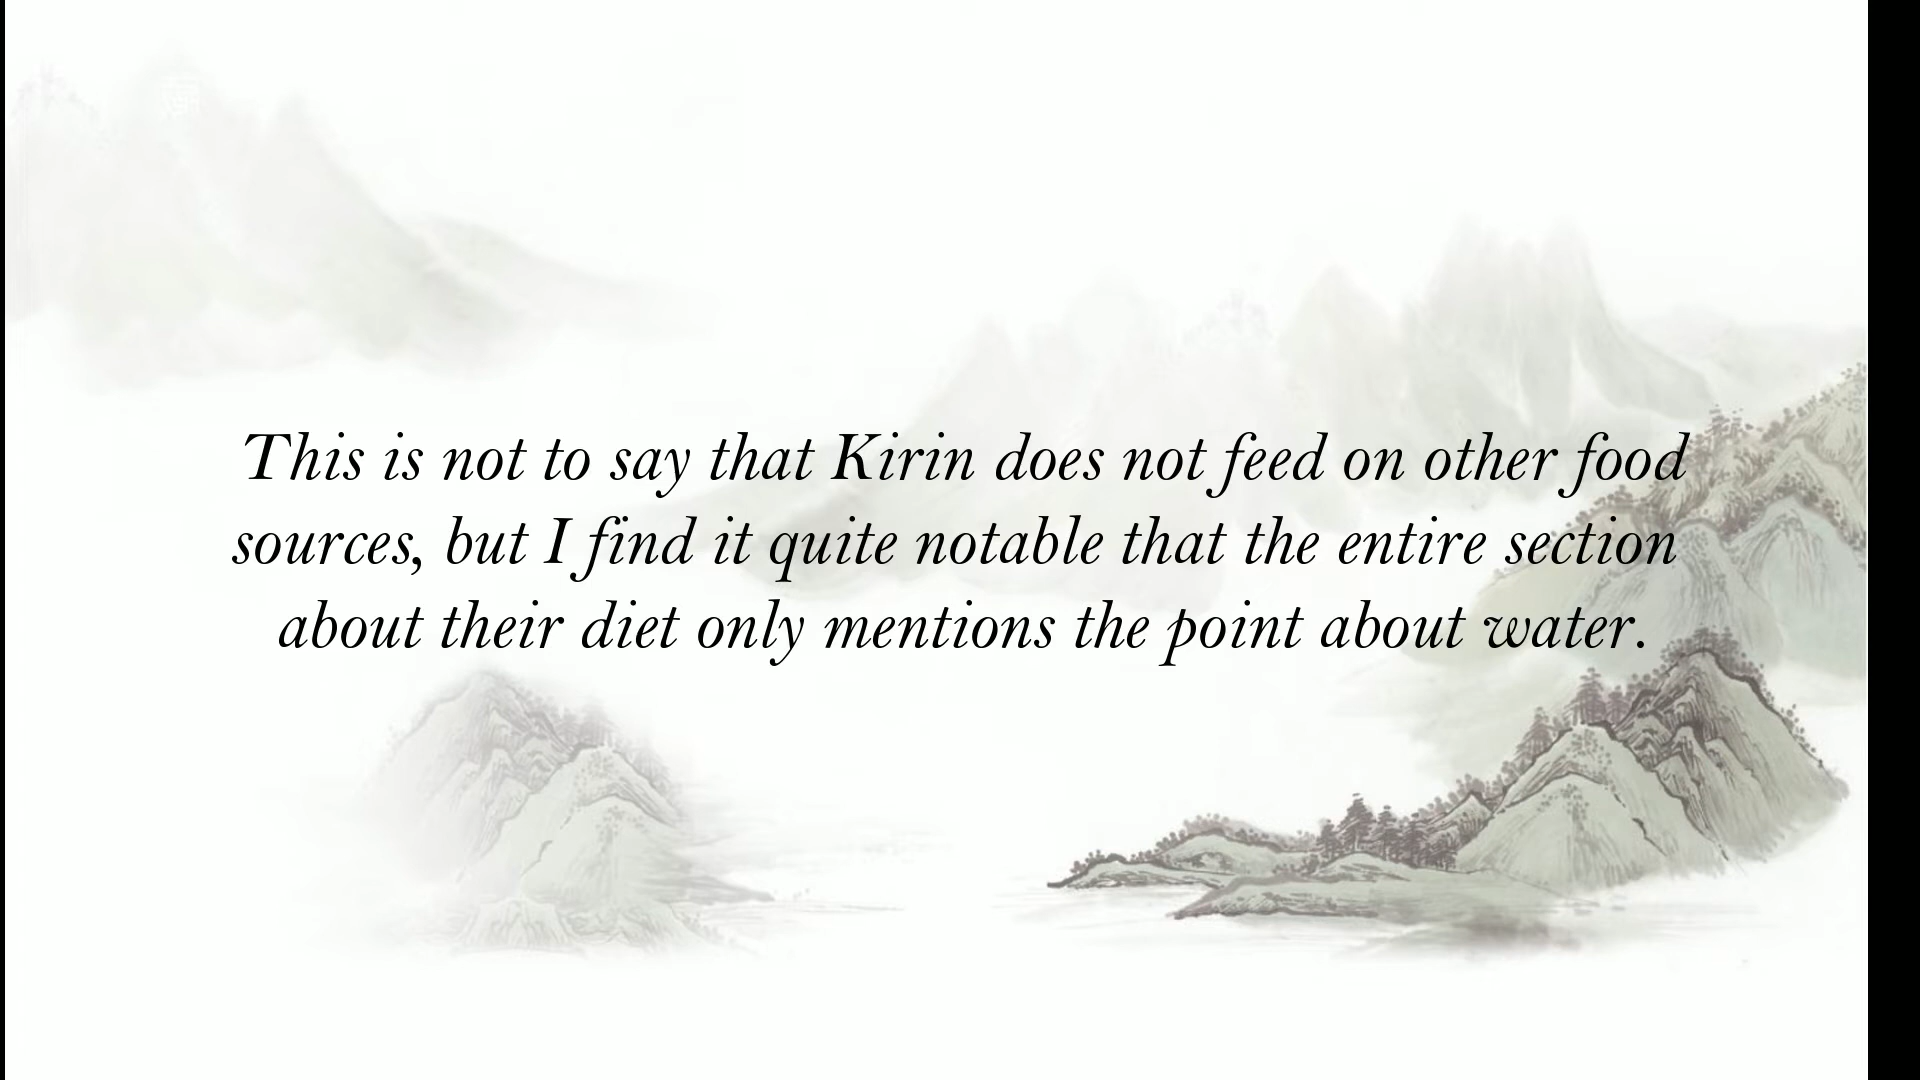 This is not to say that Kirin does not feed on other food
sources, but I find it quite notable that the entire section
about their diet only mentions the point about water.